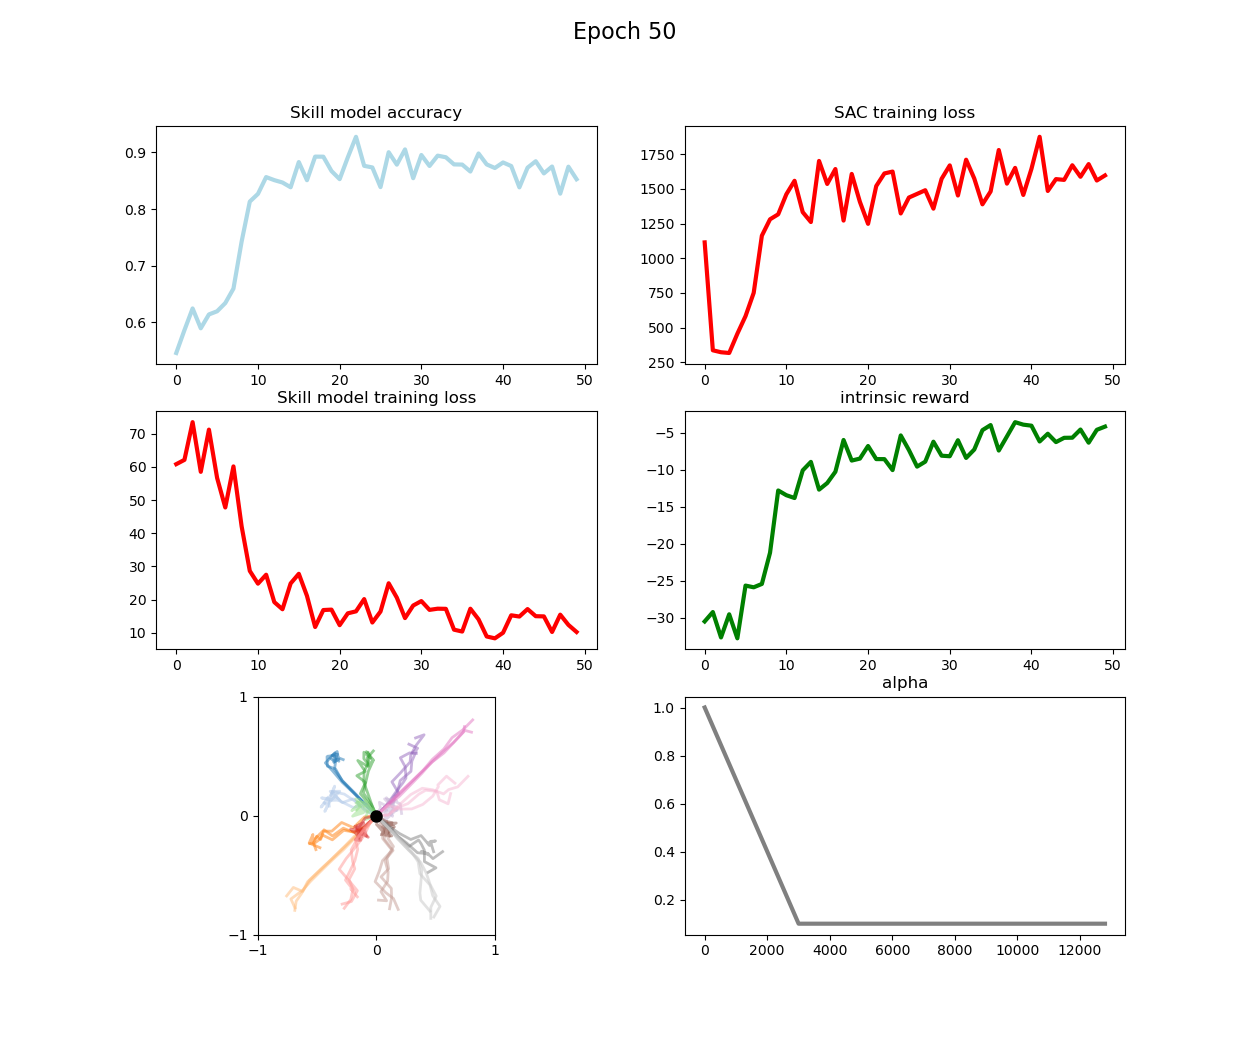 Epoch 50
Skill model accuracy
0.9
0.8
0.7
0.6
0 10 20 30 40 50
SAC training loss
1750
1500
1250
1000
750
500
250
0 10 20 30 40 50
Skill model training loss
70
60
50
40
30
20
10
0 10 20 30 40 50
intrinsic reward
−5
−10
−15
−20
−25
−30
0 10 20 30 40 50
1
0
−1
−1 0 1
alpha
1.0
0.8
0.6
0.4
0.2
0 2000 4000 6000 8000 10000 12000